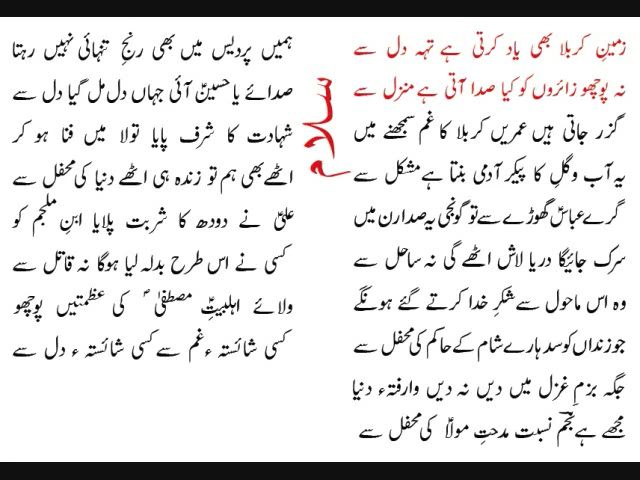 سلام
زمینِ کربلا بھی یاد کرتی ہے تہہ دل سے
نہ پوچھو زائروں کو کیا صدا آتی ہے منزل سے
گزر جاتی ہیں عمریں کربلا کا غم سمجھنے میں
یہ آب و گلِ کا پیکر آدمی بنتا ہے مشکل سے
گرے عباسؑ گھوڑے سے تو گونجی یہ صدا رن میں
سرک جائیگا دریا لاش اٹھے گی نہ ساحل سے
وہ اس ماحول سے شکرِ خدا کرتے گئے ہونگے
جو زنداں کو سدہارے شام کے حاکم کی محفل سے
جگہ بزمِ غزل میں دیں نہ دیں وارفتہء دنیا
مجھے ہے نجم نسبت مدحتِ مولاؑ کی محفل سے
ہمیں پردیس میں بھی رنجِ تنہائی نہیں رہتا
صدائے یا حسینؑ آئی جہاں دل مل گیا دل سے
شہادت کا شرف پایا تولا میں فنا ہو کر
اٹھے بھی ہم تو زندہ ہی اٹھے دنیا کی محفل سے
علیؑ نے دودھ کا شربت پلایا ابنِ ملجم کو
کسی نے اس طرح بدلہ لیا ہوگا نہ قاتل سے
ولائے اہلبیتِ مصطفیٰ ؐ کی عظمتیں پوچھو
کسی شائستہ ء غم سے کسی شائستہ ء دل سے